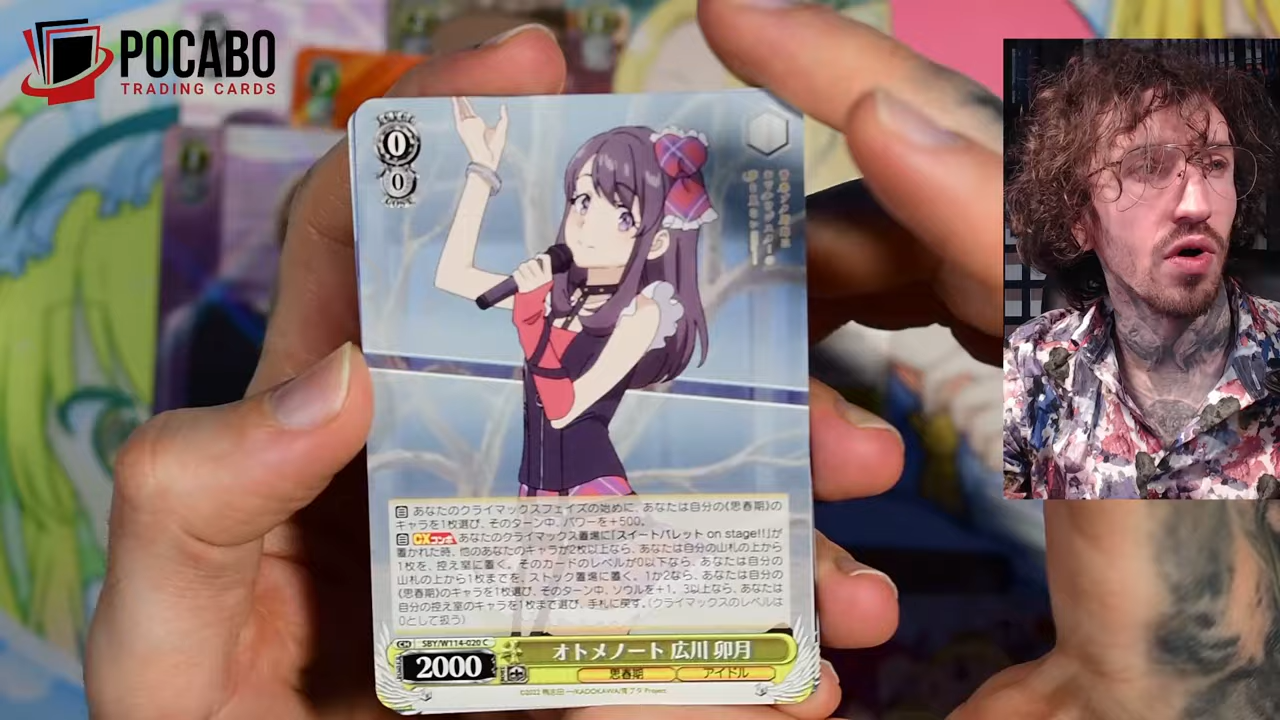 POCABO
TRADING CARDS
LEVEL
0
0
COST
あなたのクライマックスフェイズの始めに、あなたは自分の《思春期》の
キャラを1枚選び、そのターン中、パワーを+500。
CXコンボ あなたのクライマックス置場に「スイートバレット on stage!!」が
置かれた時、他のあなたのキャラが2枚以上なら、あなたは自分の山札の上から
1枚を、控え室に置く。そのカードのレベルが0以下なら、あなたは自分の
山札の上から1枚までを、ストック置場に置く。1か2なら、あなたは自分の
《思春期》のキャラを1枚選び、そのターン中、ソウルを+1。3以上なら、あなたは
自分の控え室のキャラを1枚まで選び、手札に戻す。(クライマックスのレベルは
0として扱う)
CH SBY/W114-020 C
2000
オトメノート 広川 卯月
思春期 アイドル
©2022 鴨志田 一/KADOKAWA/青ブタ Project